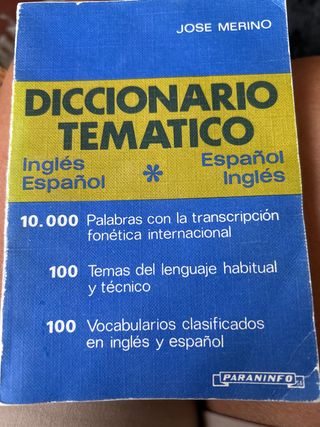 JOSE MERINO
DICCIONARIO
TEMATICO
Inglés
Español
*
Español
Inglés
10.000 Palabras con la transcripción
fonética internacional
100 Temas del lenguaje habitual
y técnico
100 Vocabularios clasificados
en inglés y español
PARANINFO